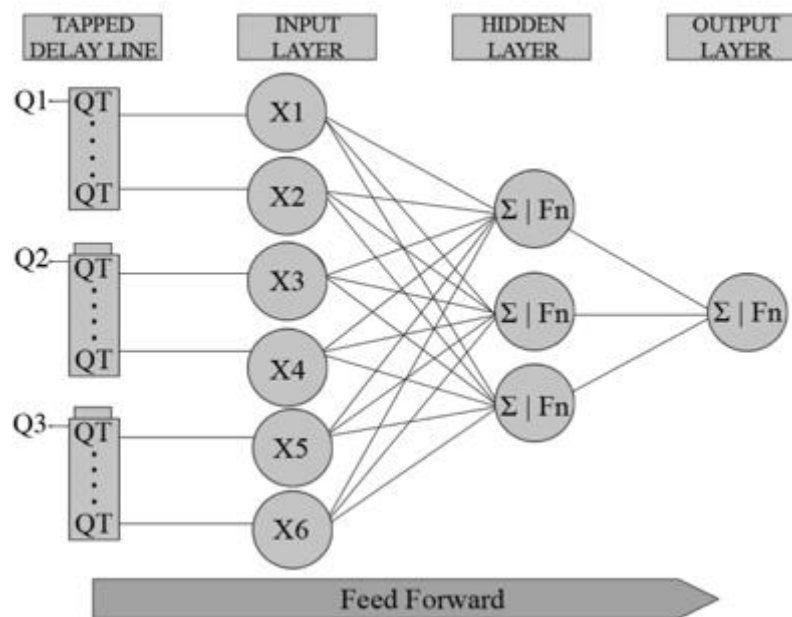 TAPPED
DELAY LINE
INPUT
LAYER
HIDDEN
LAYER
OUTPUT
LAYER
Q1
QT
QT
X1
X2
Q2
QT
QT
X3
X4
Q3
QT
QT
X5
X6
Σ | Fn
Σ | Fn
Σ | Fn
Σ | Fn
Feed Forward